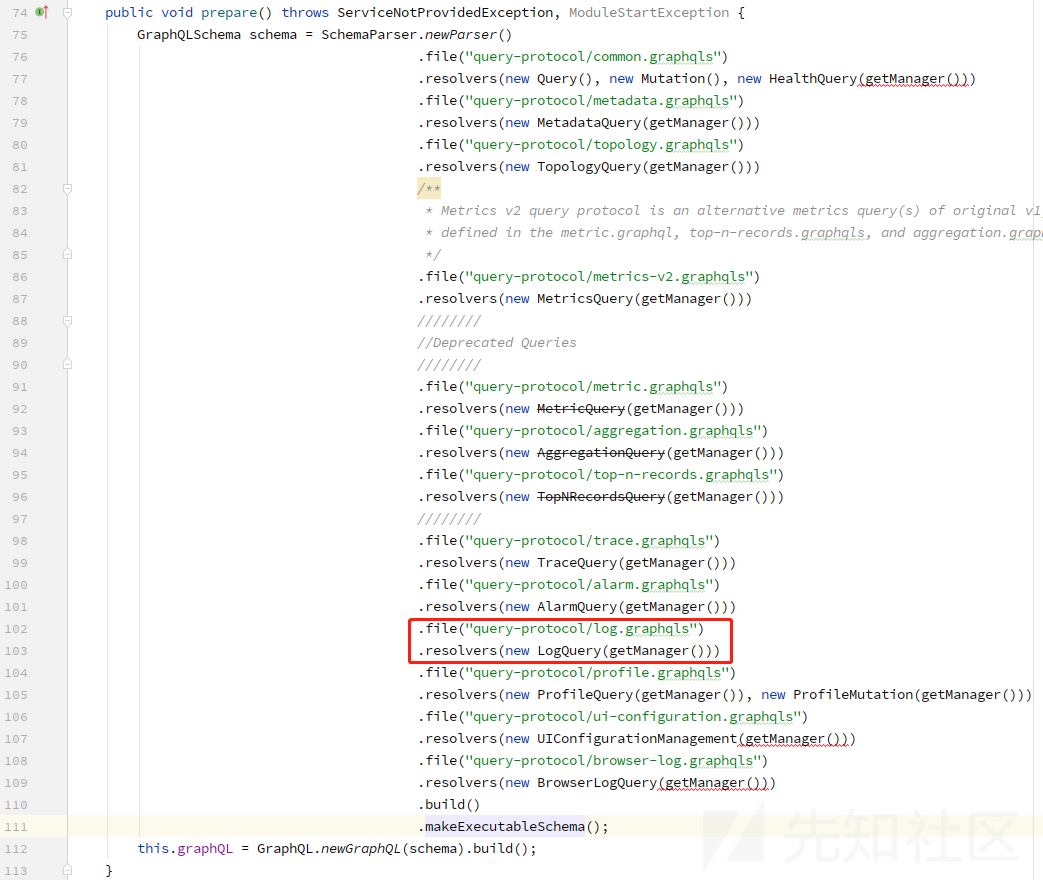 74 public void prepare() throws ServiceNotProvidedException, ModuleStartException {
75 GraphQLSchema schema = SchemaParser.newParser()
76 .file("query-protocol/common.graphqls")
77 .resolvers(new Query(), new Mutation(), new HealthQuery(getManager()))
78 .file("query-protocol/metadata.graphqls")
79 .resolvers(new MetadataQuery(getManager()))
80 .file("query-protocol/topology.graphqls")
81 .resolvers(new TopologyQuery(getManager()))
82 /**
83 * Metrics v2 query protocol is an alternative metrics query(s) of original v1
84 * defined in the metric.graphql, top-n-records.graphqls, and aggregation.grap
85 */
86 .file("query-protocol/metrics-v2.graphqls")
87 .resolvers(new MetricsQuery(getManager()))
88 ////////
89 //Deprecated Queries
90 ////////
91 .file("query-protocol/metric.graphqls")
92 .resolvers(new MetricQuery(getManager()))
93 .file("query-protocol/aggregation.graphqls")
94 .resolvers(new AggregationQuery(getManager()))
95 .file("query-protocol/top-n-records.graphqls")
96 .resolvers(new TopNRecordsQuery(getManager()))
97 ////////
98 .file("query-protocol/trace.graphqls")
99 .resolvers(new TraceQuery(getManager()))
100 .file("query-protocol/alarm.graphqls")
101 .resolvers(new AlarmQuery(getManager()))
102 .file("query-protocol/log.graphqls")
103 .resolvers(new LogQuery(getManager()))
104 .file("query-protocol/profile.graphqls")
105 .resolvers(new ProfileQuery(getManager()), new ProfileMutation(getManager()))
106 .file("query-protocol/ui-configuration.graphqls")
107 .resolvers(new UIConfigurationManagement(getManager()))
108 .file("query-protocol/browser-log.graphqls")
109 .resolvers(new BrowserLogQuery(getManager()))
110 .build()
111 .makeExecutableSchema();
112 this.graphQL = GraphQL.newGraphQL(schema).build();
113 }
先知社区